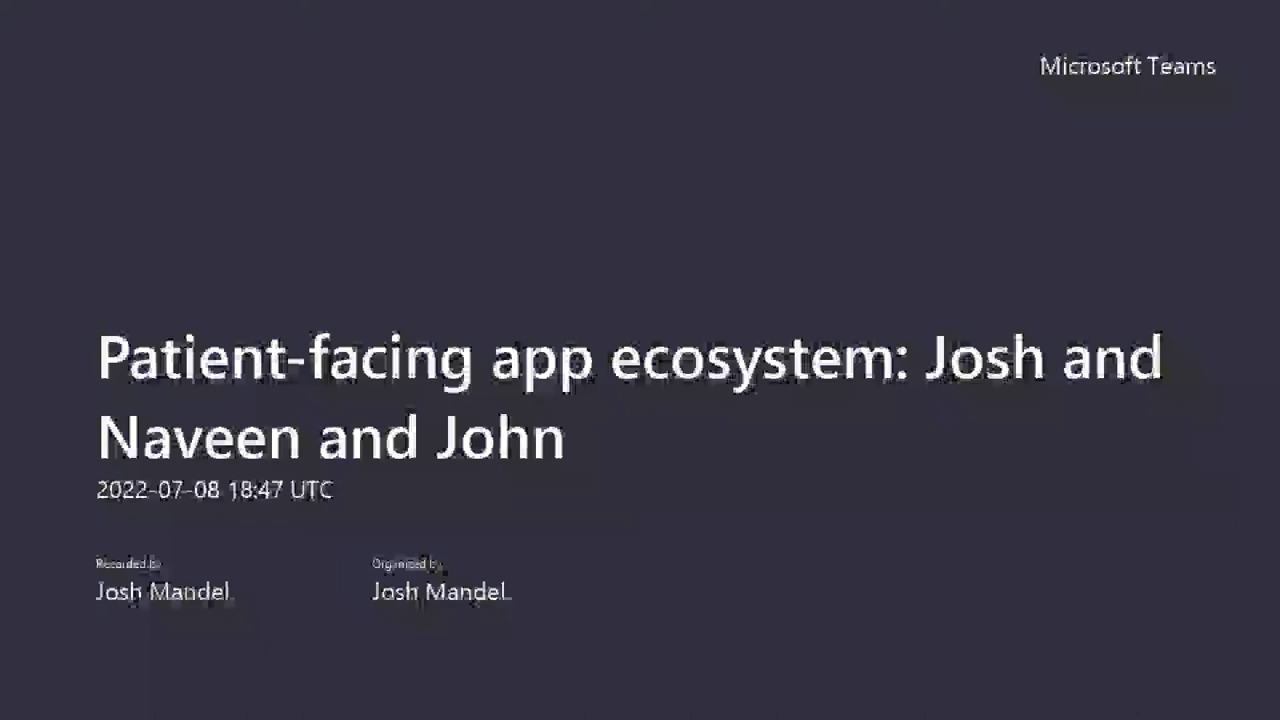 Microsoft Teams
Patient-facing app ecosystem: Josh and
Naveen and John
2022-07-08 18:47 UTC
Recorded by
Organized by
Josh Mandel
Josh Mandel